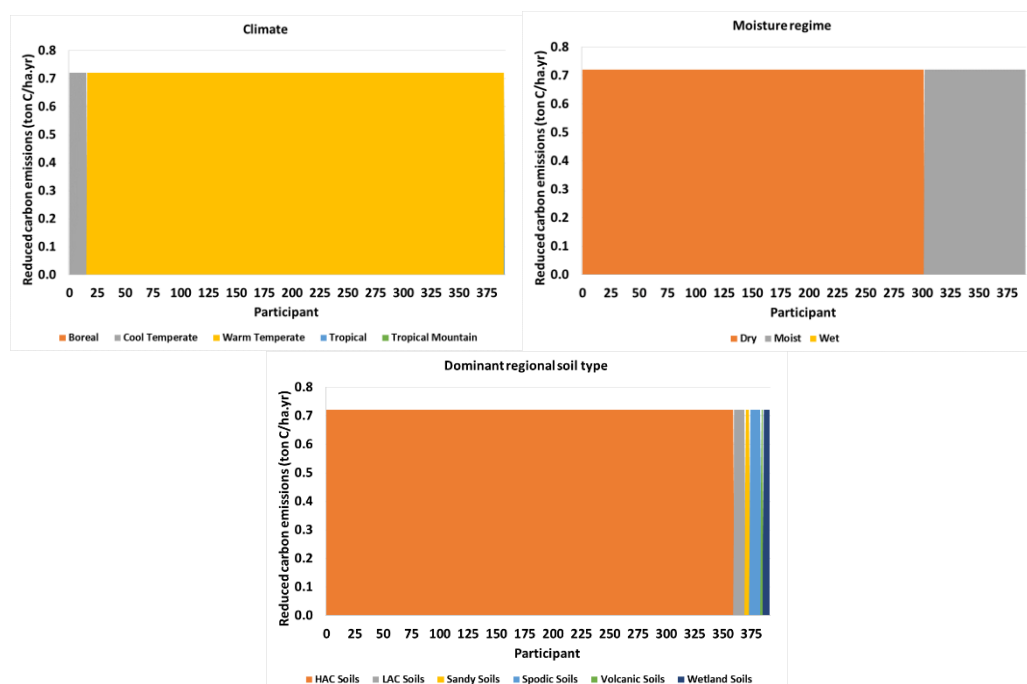 Climate
Reduced carbon emissions (ton C/ha.yr)
0.8
0.7
0.6
0.5
0.4
0.3
0.2
0.1
0.0
0 25 50 75 100 125 150 175 200 225 250 275 300 325 350 375
Participant
Boreal Cool Temperate Warm Temperate Tropical Tropical Mountain
Moisture regime
Reduced carbon emissions (ton C/ha.yr)
0.8
0.7
0.6
0.5
0.4
0.3
0.2
0.1
0.0
0 25 50 75 100 125 150 175 200 225 250 275 300 325 350 375
Participant
Dry Moist Wet
Dominant regional soil type
Reduced carbon emissions (ton C/ha.yr)
0.8
0.7
0.6
0.5
0.4
0.3
0.2
0.1
0.0
0 25 50 75 100 125 150 175 200 225 250 275 300 325 350 375
Participant
HAC Soils LAC Soils Sandy Soils Spodic Soils Volcanic Soils Wetland Soils